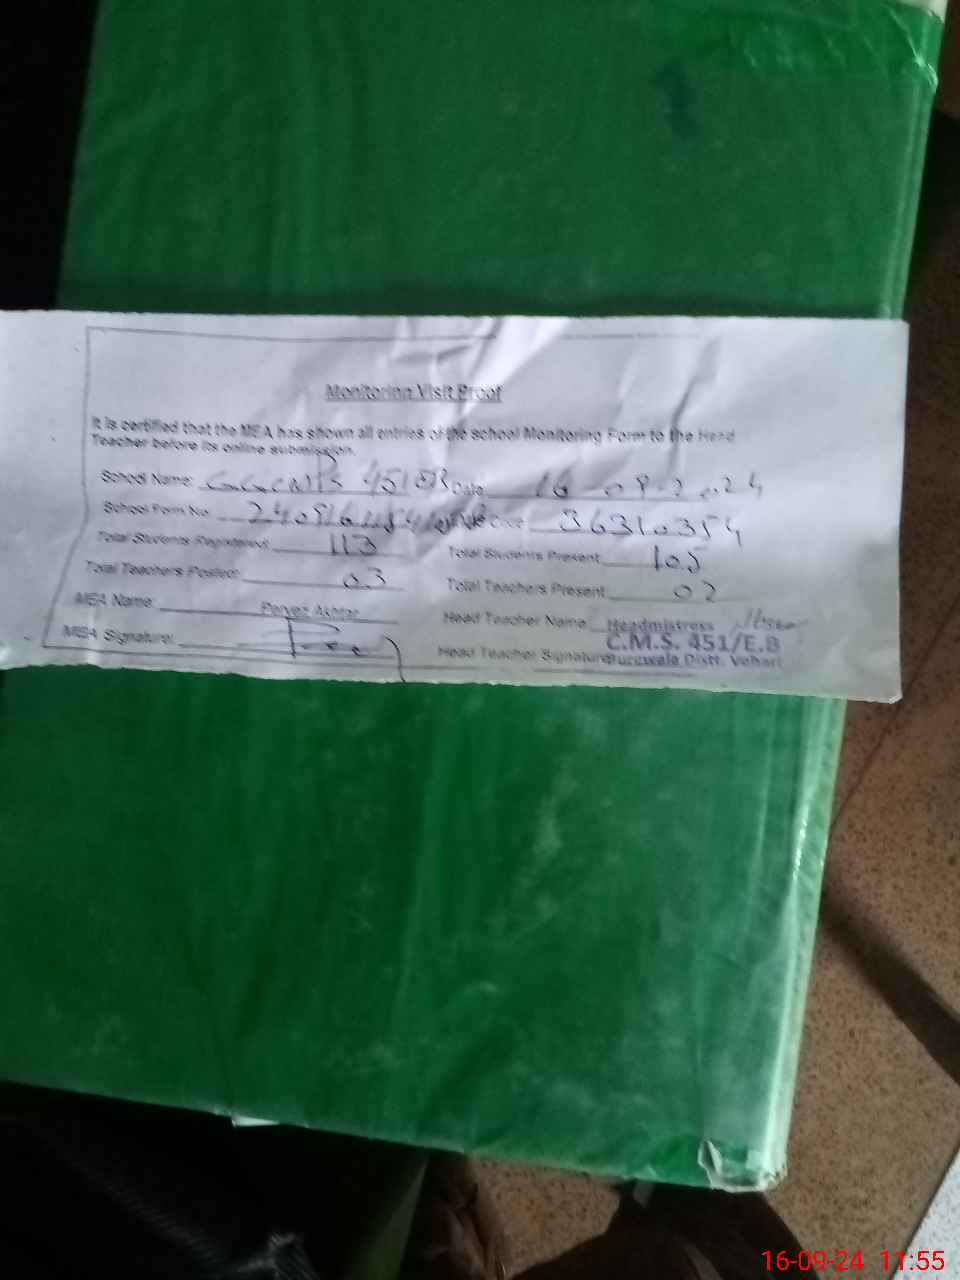 Monitoring Visit Proof
It is certified that the MEA has shown all entries of the school Monitoring Form to the Head
Teacher before its online submission.
School Name: 451EB Date 16-09-2024
School Form No: Code 36310354
Total Students Registered: 113 Total Students Present 105
Total Teachers Posted: 03 Total Teachers Present 02
MEA Name: Pervez Akhtar Head Teacher Name Headmistress
MEA Signature: Head Teacher Signature C.M.S. 451/E.B
Burewala Distt. Vehari
16-09-24 11:55